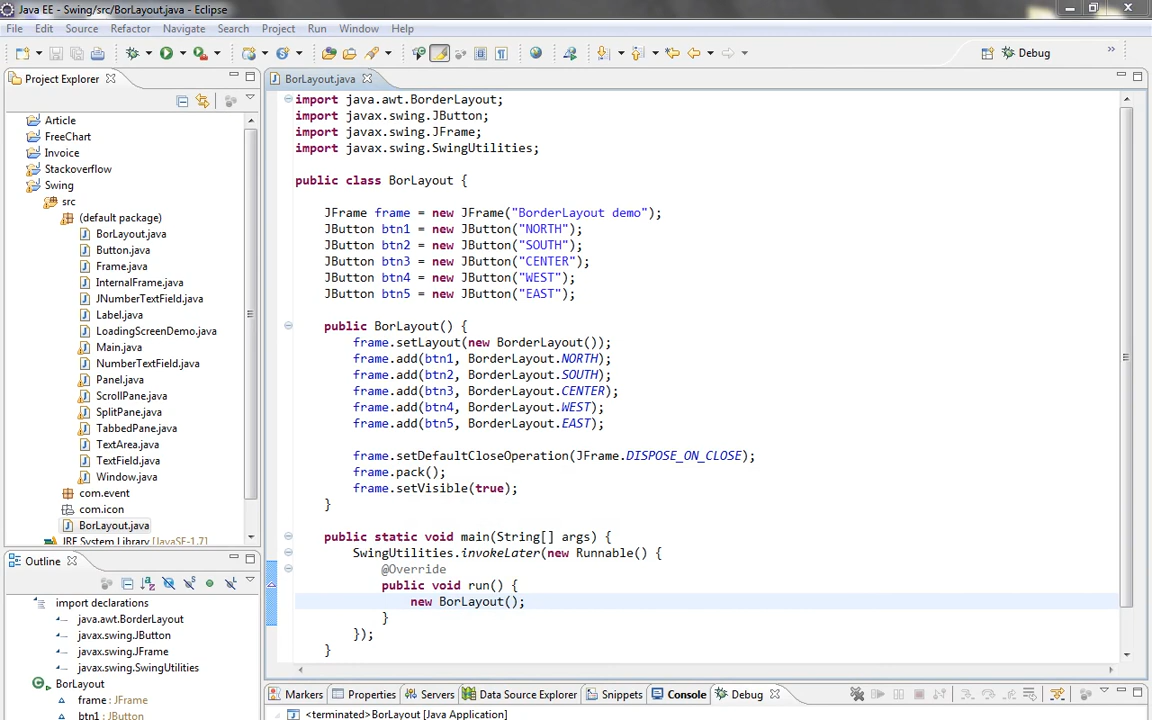 Java EE - Swing/src/BorLayout.java - Eclipse
File Edit Source Refactor Navigate Search Project Run Window Help
Debug
»
Project Explorer
Article
FreeChart
Invoice
Stackoverflow
Swing
src
(default package)
BorLayout.java
Button.java
Frame.java
InternalFrame.java
JNumberTextField.java
Label.java
LoadingScreenDemo.java
Main.java
NumberTextField.java
Panel.java
ScrollPane.java
SplitPane.java
TabbedPane.java
TextArea.java
TextField.java
Window.java
com.event
com.icon
BorLayout.java
JRE System Library [JavaSE-1.7]
Outline
import declarations
java.awt.BorderLayout
javax.swing.JButton
javax.swing.JFrame
javax.swing.SwingUtilities
BorLayout
frame : JFrame
btn1 : JButton
BorLayout.java
import java.awt.BorderLayout;
import javax.swing.JButton;
import javax.swing.JFrame;
import javax.swing.SwingUtilities;
public class BorLayout {
JFrame frame = new JFrame("BorderLayout demo");
JButton btn1 = new JButton("NORTH");
JButton btn2 = new JButton("SOUTH");
JButton btn3 = new JButton("CENTER");
JButton btn4 = new JButton("WEST");
JButton btn5 = new JButton("EAST");
public BorLayout() {
frame.setLayout(new BorderLayout());
frame.add(btn1, BorderLayout.NORTH);
frame.add(btn2, BorderLayout.SOUTH);
frame.add(btn3, BorderLayout.CENTER);
frame.add(btn4, BorderLayout.WEST);
frame.add(btn5, BorderLayout.EAST);
frame.setDefaultCloseOperation(JFrame.DISPOSE_ON_CLOSE);
frame.pack();
frame.setVisible(true);
}
public static void main(String[] args) {
SwingUtilities.invokeLater(new Runnable() {
@Override
public void run() {
new BorLayout();
}
});
}
Markers Properties Servers Data Source Explorer Snippets Console Debug
<terminated>BorLayout [Java Application]